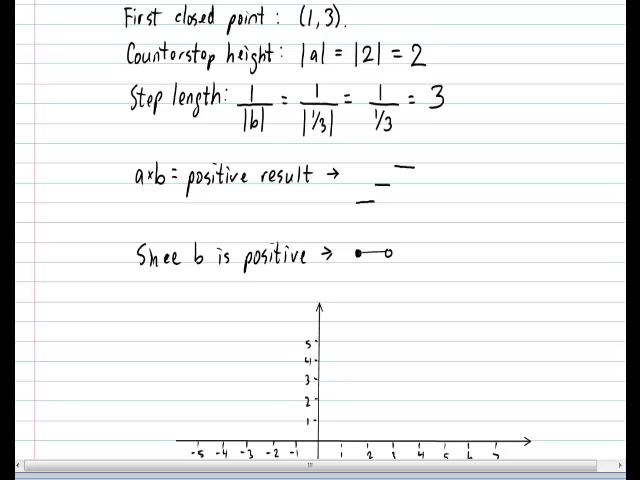 First closed point: (1,3).
Counterstep height: |a| = |2| = 2
Step length: 1/|b| = 1/|1/3| = 1/1/3 = 3
a×b = positive result →
Since b is positive →
5
4
3
2
1
-5 -4 -3 -2 -1 1 2 3 4 5 6 7